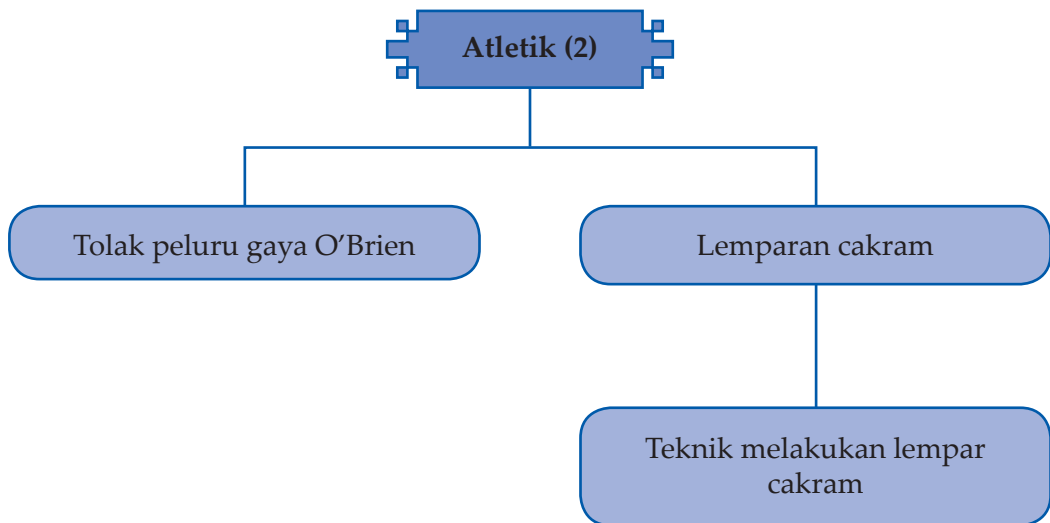 Atletik (2)
Tolak peluru gaya O’Brien
Lemparan cakram
Teknik melakukan lempar
cakram